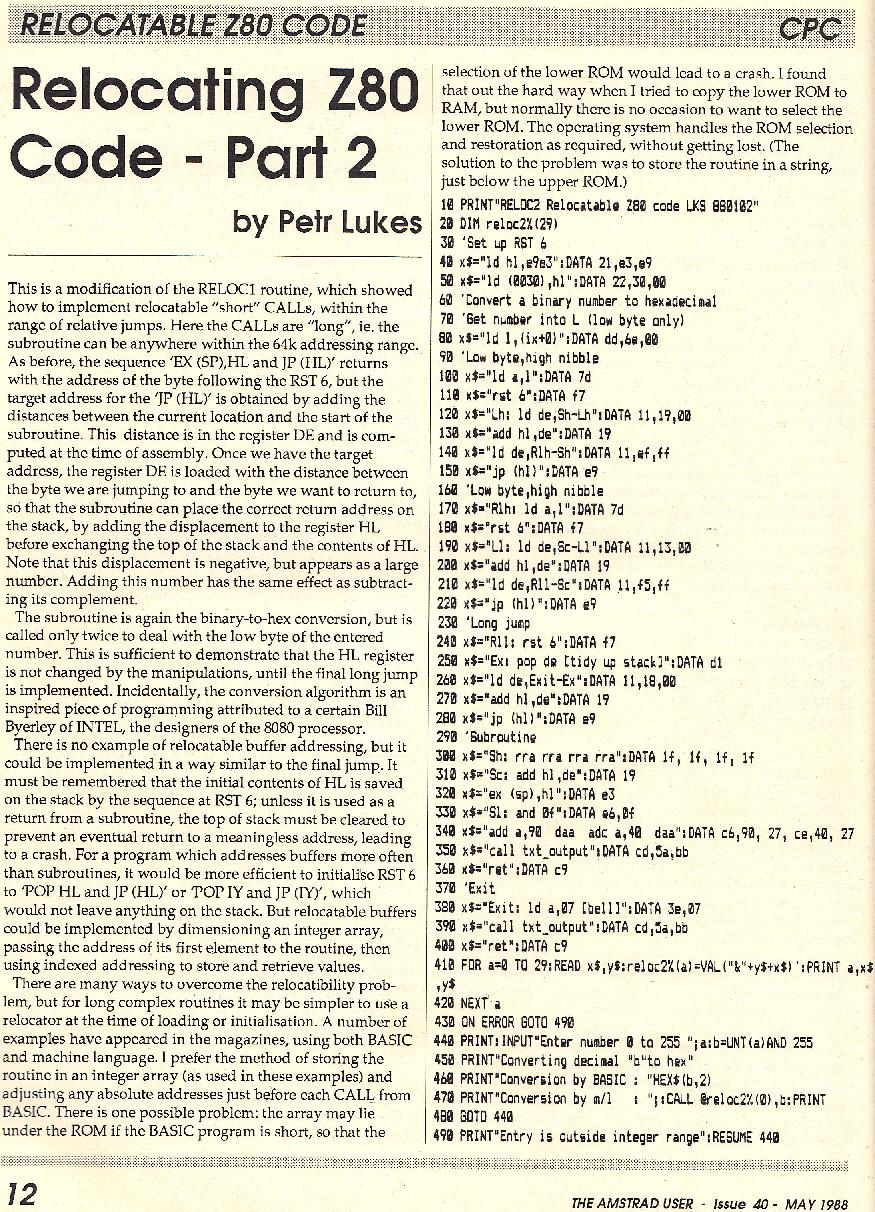 RELOCATABLE Z80 CODE
CPC
Relocating Z80
Code - Part 2
by Petr Lukes
This is a modification of the RELOC1 routine, which showed
how to implement relocatable "short" CALLs, within the
range of relative jumps. Here the CALLs are "long", ie. the
subroutine can be anywhere within the 64k addressing range.
As before, the sequence 'EX (SP),HL and JP (HL)' returns
with the address of the byte following the RST 6, but the
target address for the 'JP (HL)' is obtained by adding the
distances between the current location and the start of the
subroutine. This distance is in the register DE and is com-
puted at the time of assembly. Once we have the target
address, the register DE is loaded with the distance between
the byte we are jumping to and the byte we want to return to,
so that the subroutine can place the correct return address on
the stack, by adding the displacement to the register HL
before exchanging the top of the stack and the contents of HL.
Note that this displacement is negative, but appears as a large
number. Adding this number has the same effect as subtract-
ing its complement.
The subroutine is again the binary-to-hex conversion, but is
called only twice to deal with the low byte of the entered
number. This is sufficient to demonstrate that the HL register
is not changed by the manipulations, until the final long jump
is implemented. Incidentally, the conversion algorithm is an
inspired piece of programming attributed to a certain Bill
Byerley of INTEL, the designers of the 8080 processor.
There is no example of relocatable buffer addressing, but it
could be implemented in a way similar to the final jump. It
must be remembered that the initial contents of HL is saved
on the stack by the sequence at RST 6; unless it is used as a
return from a subroutine, the top of stack must be cleared to
prevent an eventual return to a meaningless address, leading
to a crash. For a program which addresses buffers more often
than subroutines, it would be more efficient to initialise RST 6
to 'POP HL and JP (HL)' or 'POP IY and JP (IY)', which
would not leave anything on the stack. But relocatable buffers
could be implemented by dimensioning an integer array,
passing the address of its first element to the routine, then
using indexed addressing to store and retrieve values.
There are many ways to overcome the relocatibility prob-
lem, but for long complex routines it may be simpler to use a
relocator at the time of loading or initialisation. A number of
examples have appeared in the magazines, using both BASIC
and machine language. I prefer the method of storing the
routine in an integer array (as used in these examples) and
adjusting any absolute addresses just before each CALL from
BASIC. There is one possible problem: the array may lie
under the ROM if the BASIC program is short, so that the
selection of the lower ROM would lead to a crash. I found
that out the hard way when I tried to copy the lower ROM to
RAM, but normally there is no occasion to want to select the
lower ROM. The operating system handles the ROM selection
and restoration as required, without getting lost. (The
solution to the problem was to store the routine in a string,
just below the upper ROM.)
10 PRINT"RELOC2 Relocatable Z80 code LKS 880102"
20 DIM reloc2%(29)
30 'Set up RST 6
40 x$="ld hl,e9e3":DATA 21,e3,e9
50 x$="ld (0030),hl":DATA 22,30,00
60 'Convert a binary number to hexadecimal
70 'Get number into L (low byte only)
80 x$="ld l,(ix+0)":DATA dd,6e,00
90 'Low byte,high nibble
100 x$="ld a,l":DATA 7d
110 x$="rst 6":DATA f7
120 x$="Lh: ld de,Sh-Lh":DATA 11,19,00
130 x$="add hl,de":DATA 19
140 x$="ld de,Rlh-Sh":DATA 11,ef,ff
150 x$="jp (hl)":DATA e9
160 'Low byte,high nibble
170 x$="Rlh: ld a,l":DATA 7d
180 x$="rst 6":DATA f7
190 x$="Ll: ld de,Sc-Ll":DATA 11,13,00
200 x$="add hl,de":DATA 19
210 x$="ld de,Rll-Sc":DATA 11,f5,ff
220 x$="jp (hl)":DATA e9
230 'Long jump
240 x$="Rll: rst 6":DATA f7
250 x$="Ex: pop de [tidy up stack]":DATA d1
260 x$="ld de,Exit-Ex":DATA 11,18,00
270 x$="add hl,de":DATA 19
280 x$="jp (hl)":DATA e9
290 'Subroutine
300 x$="Sh: rra rra rra rra":DATA 1f, 1f, 1f, 1f
310 x$="Sc: add hl,de":DATA 19
320 x$="ex (sp),hl":DATA e3
330 x$="Sl: and 0f":DATA e6,0f
340 x$="add a,90 daa adc a,40 daa":DATA c6,90, 27, ce,40, 27
350 x$="call txt_output":DATA cd,5a,bb
360 x$="ret":DATA c9
370 'Exit
380 x$="Exit: ld a,07 [bell]":DATA 3e,07
390 x$="call txt_output":DATA cd,5a,bb
400 x$="ret":DATA c9
410 FOR a=0 TO 29:READ x$,y$:reloc2%(a)=VAL("&"+y$+x$)':PRINT a,x$
,y$
420 NEXT a
430 ON ERROR GOTO 490
440 PRINT:INPUT"Enter number 0 to 255 ";a:b=UNT(a)AND 255
450 PRINT"Converting decimal "b"to hex"
460 PRINT"Conversion by BASIC : "HEX$(b,2)
470 PRINT"Conversion by m/l : ";:CALL @reloc2%(0),b:PRINT
480 GOTO 440
490 PRINT"Entry is outside integer range":RESUME 440
12
THE AMSTRAD USER - Issue 40 - MAY 1988